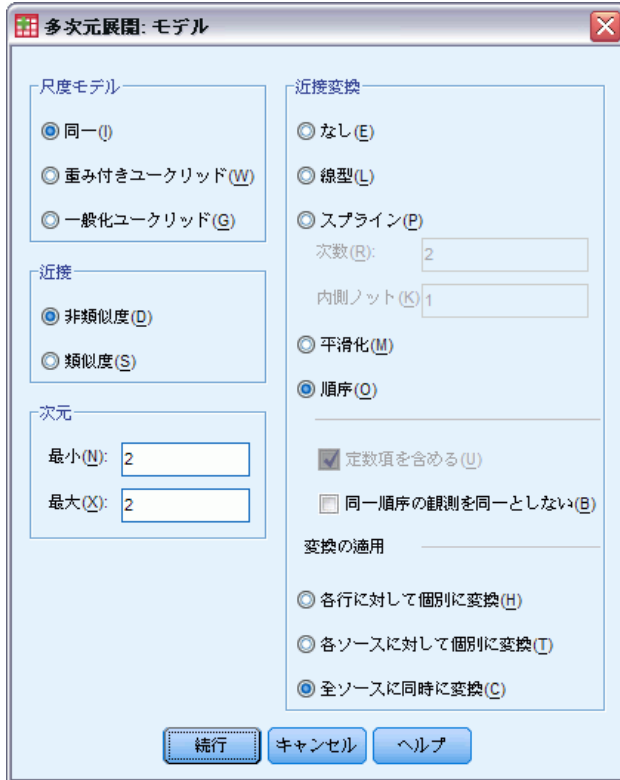 多次元展開: モデル
尺度モデル
同一(I)
重み付きユークリッド(W)
一般化ユークリッド(G)
近接
非類似度(D)
類似度(S)
次元
最小(N): 2
最大(X): 2
近接変換
なし(E)
線型(L)
スプライン(P)
次数(R): 2
内側ノット(K) 1
平滑化(M)
順序(O)
定数項を含める(U)
同一順序の観測を同一としない(B)
変換の適用
各行に対して個別に変換(H)
各ソースに対して個別に変換(T)
全ソースに同時に変換(C)
続行 キャンセル ヘルプ